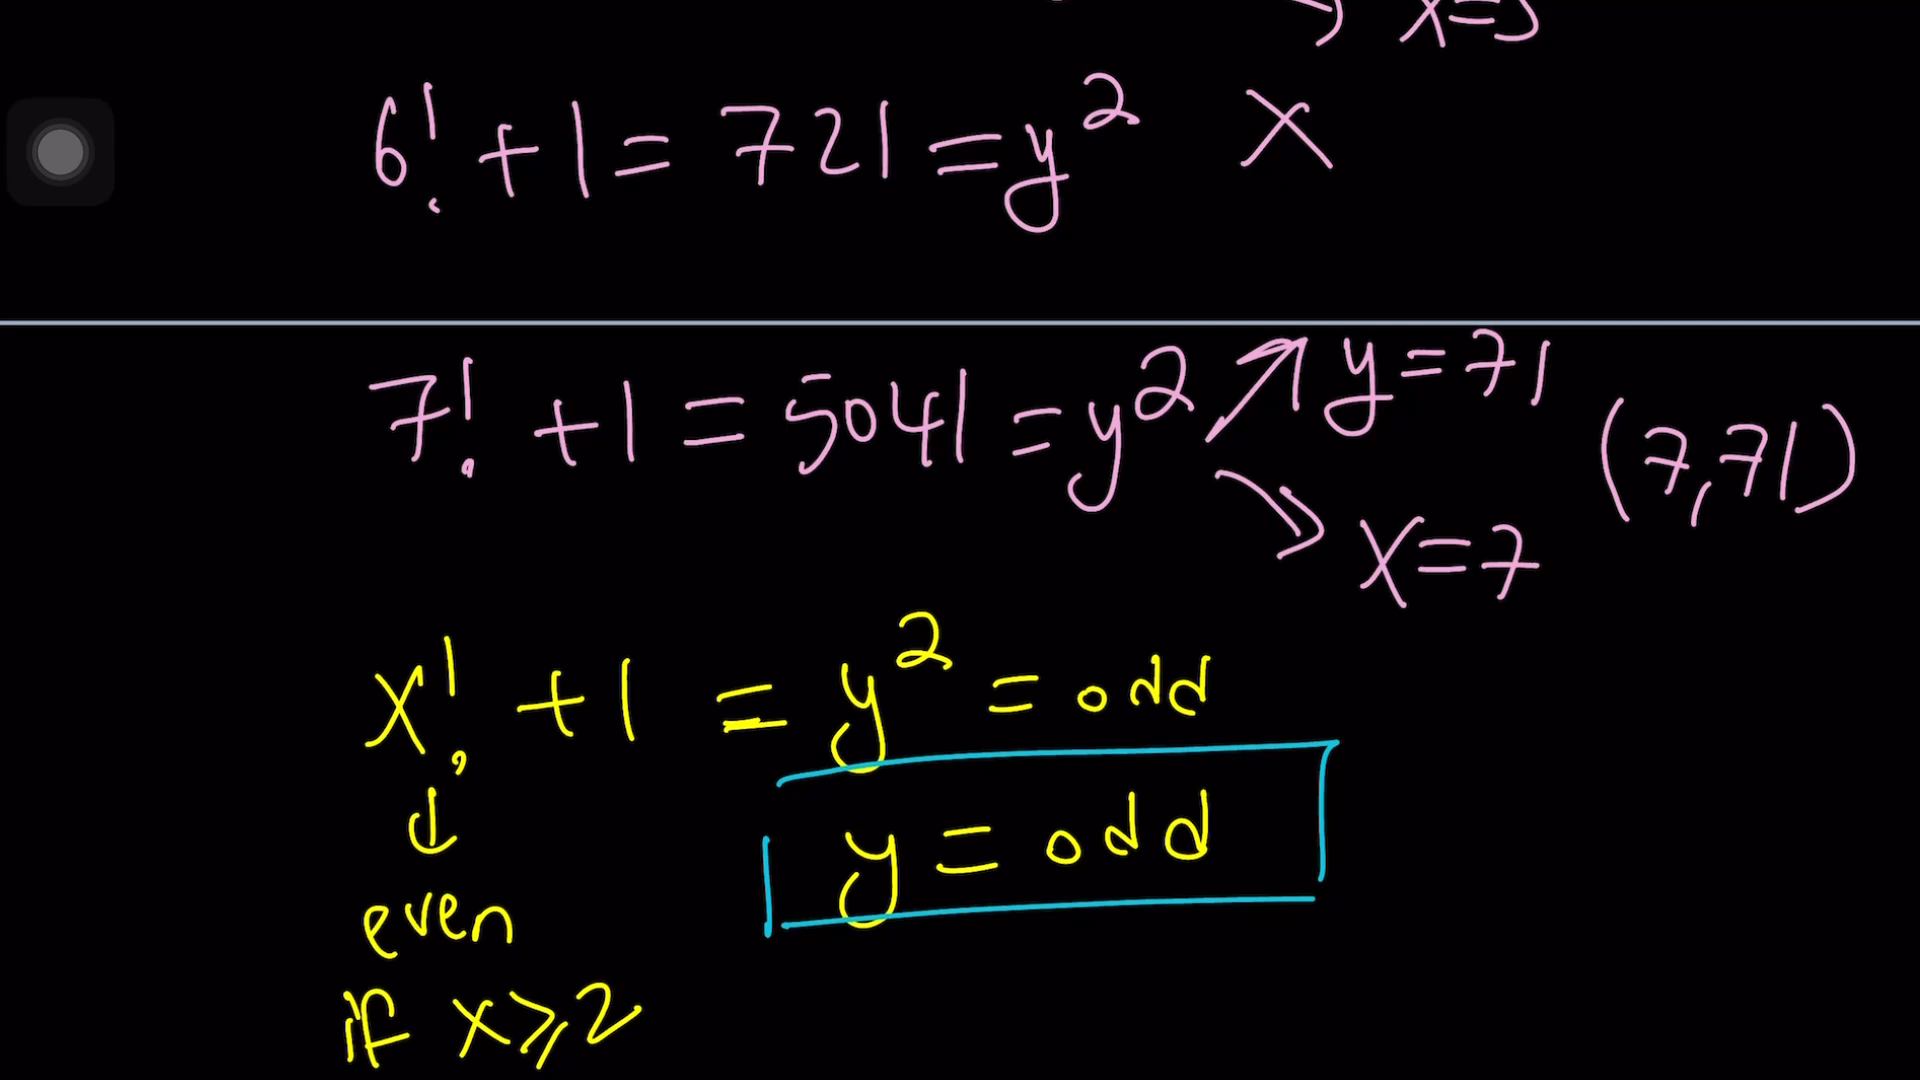 x=5
6! +1 = 721 = y² X
7! +1 = 5041 = y² y=71 (7,71)
x=7
x! +1 = y² = odd
y = odd
even
if x⩾2